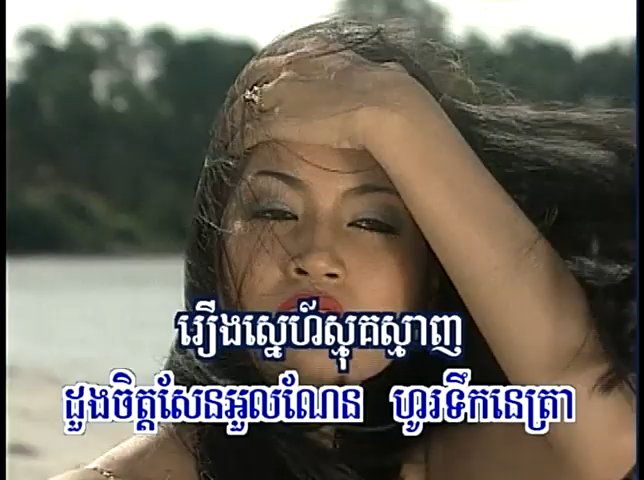 រឿងស្នេហ៍ស្មុគស្មាញ
ដួងចិត្តសែនអួលណែន ហូរទឹកនេត្រា